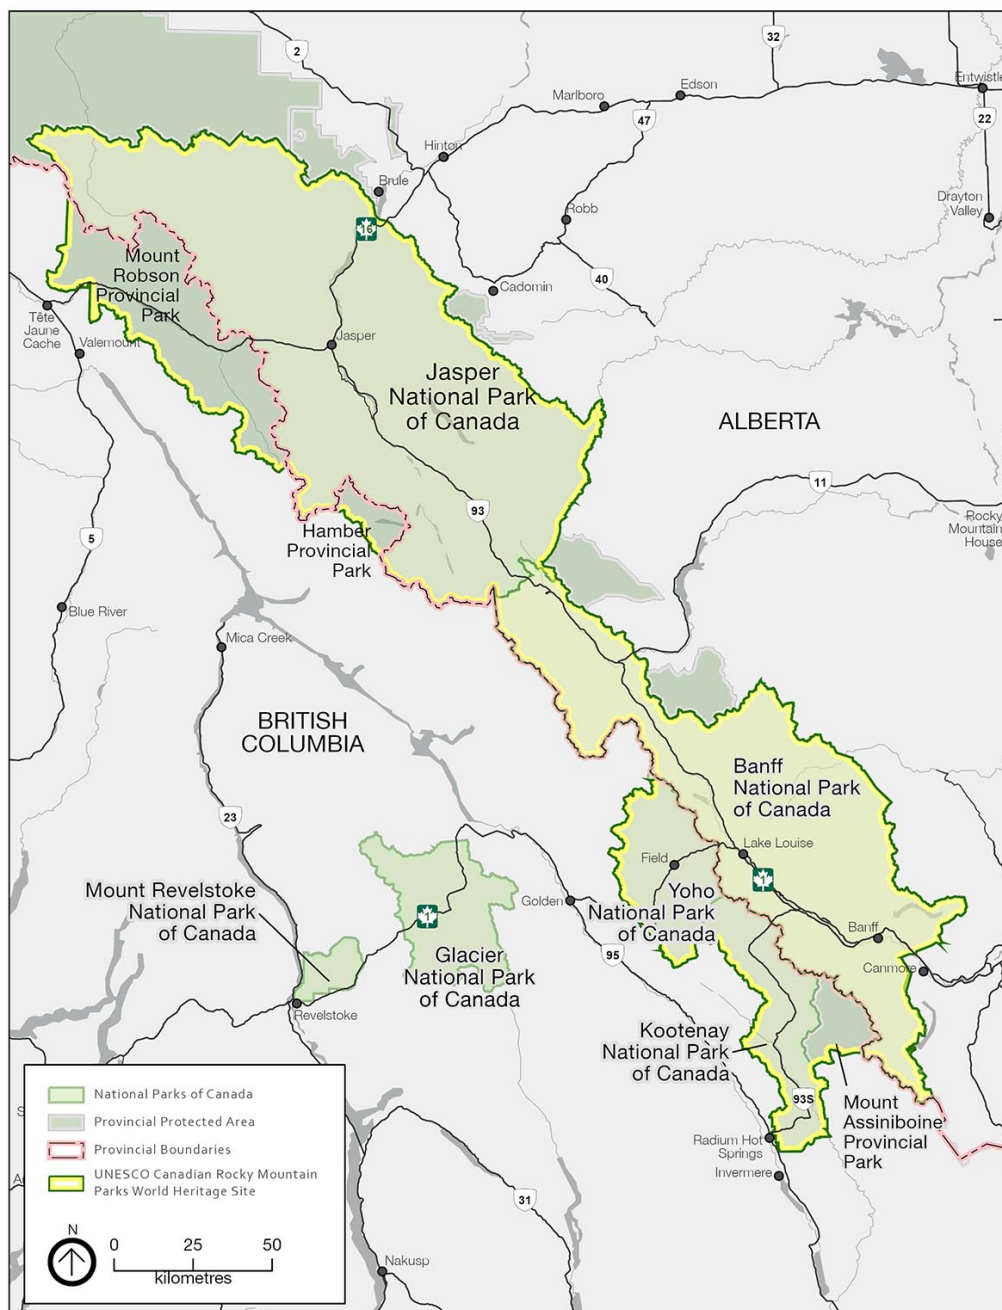 2
32
Entwistle
Edson
Marlboro
22
47
Hinton
Brule
Drayton
Valley
Robb
16
Mount
Robson
Provincial
Park
40
Cadomin
Tête
Jaune
Cache
Jasper
Valemount
Jasper
National Park
of Canada
ALBERTA
11
93
Rocky
Mountain
House
5
Hamber
Provincial
Park
Blue River
Mica Creek
BRITISH
COLUMBIA
Banff
National Park
of Canada
23
Lake Louise
Field
1
Mount Revelstoke
National Park
of Canada
Yoho
National Park
of Canada
Golden
1
Banff
Glacier
National Park
of Canada
95
Canmore
Revelstoke
Kootenay
National Park
of Canada
93S
Mount
Assiniboine
Provincial
Park
Radium Hot
Springs
Invermere
National Parks of Canada
Provincial Protected Area
Provincial Boundaries
UNESCO Canadian Rocky Mountain
Parks World Heritage Site
N
0 25 50
kilometres
31
Nakusp